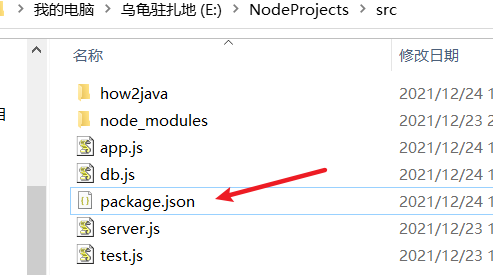 › 我的电脑 › 乌龟驻扎地 (E:) › NodeProjects › src
名称 修改日期
how2java 2021/12/24 1
node_modules 2021/12/23 2
app.js 2021/12/24 1
db.js 2021/12/24 1
package.json 2021/12/24 1
server.js 2021/12/23 1
test.js 2021/12/23 1